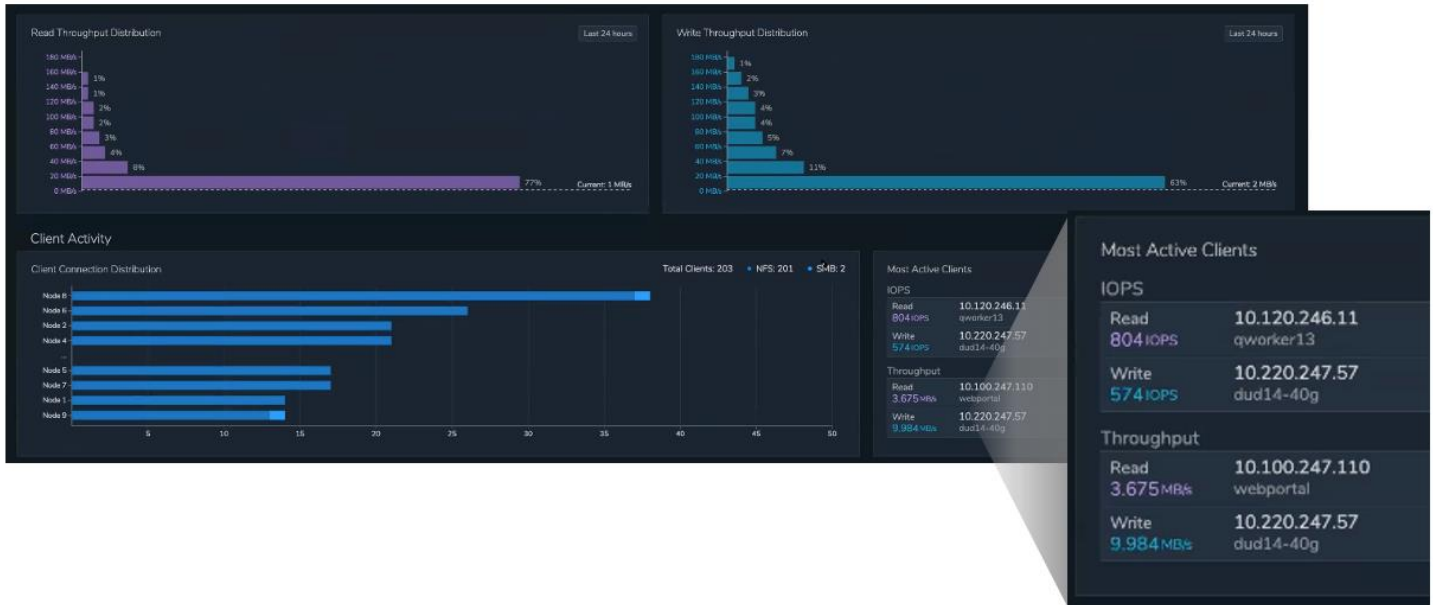 Read Throughput Distribution
Last 24 hours
180 MB/s
160 MB/s
1%
140 MB/s
1%
120 MB/s
2%
100 MB/s
2%
80 MB/s
3%
60 MB/s
4%
40 MB/s
8%
20 MB/s
77%
Current: 1 MB/s
0 MB/s
Write Throughput Distribution
Last 24 hours
180 MB/s
1%
160 MB/s
2%
140 MB/s
3%
120 MB/s
4%
100 MB/s
4%
80 MB/s
5%
60 MB/s
7%
40 MB/s
11%
20 MB/s
63%
Current: 2 MB/s
0 MB/s
Client Activity
Client Connection Distribution
Total Clients: 203 • NFS: 201 • SMB: 2
Node 8
Node 6
Node 2
Node 4
...
Node 5
Node 7
Node 1
Node 9
5 10 15 20 25 30 35 40 45 50
Most Active Clients
IOPS
Read 10.120.246.11
804 IOPS qworker13
Write 10.220.247.57
574 IOPS dud14-40g
Throughput
Read 10.100.247.110
3.675 MB/s webportal
Write 10.220.247.57
9.984 MB/s dud14-40g
Most Active Clients
IOPS
Read 10.120.246.11
804 IOPS qworker13
Write 10.220.247.57
574 IOPS dud14-40g
Throughput
Read 10.100.247.110
3.675 MB/s webportal
Write 10.220.247.57
9.984 MB/s dud14-40g